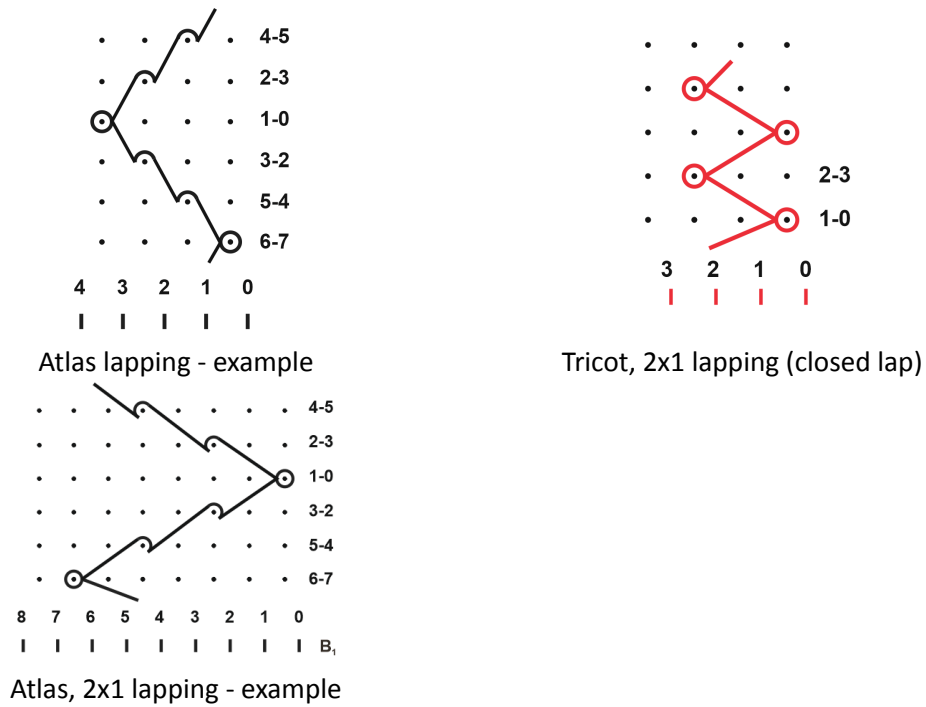 4-5
2-3
1-0
3-2
5-4
6-7
4 3 2 1 0
Atlas lapping - example
2-3
1-0
3 2 1 0
Tricot, 2x1 lapping (closed lap)
4-5
2-3
1-0
3-2
5-4
6-7
8 7 6 5 4 3 2 1 0
B₁
Atlas, 2x1 lapping - example